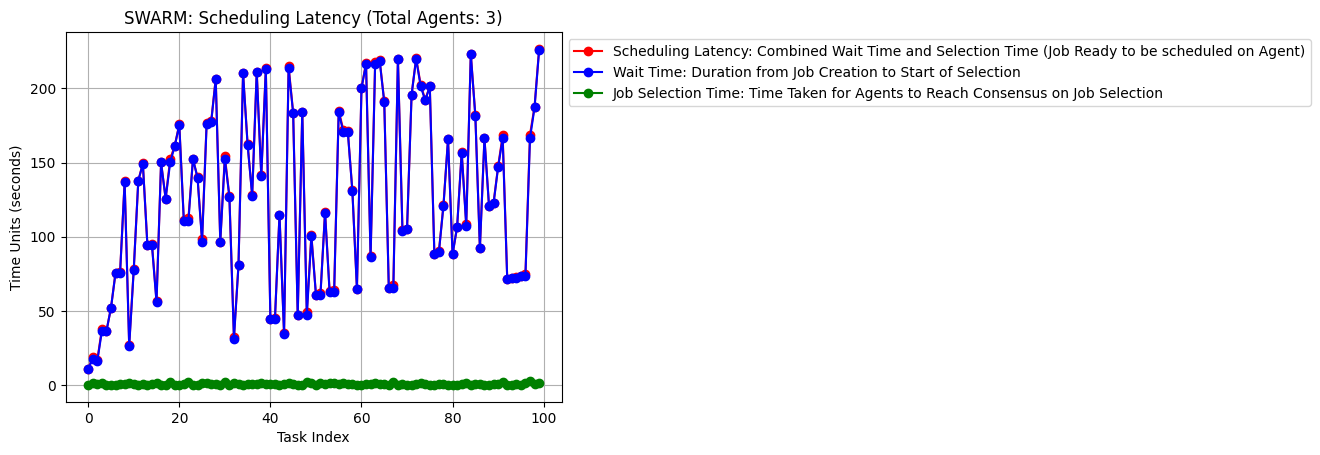 SWARM: Scheduling Latency (Total Agents: 3)
Scheduling Latency: Combined Wait Time and Selection Time (Job Ready to be scheduled on Agent)
Wait Time: Duration from Job Creation to Start of Selection
Job Selection Time: Time Taken for Agents to Reach Consensus on Job Selection
Time Units (seconds)
200
150
100
50
0
0 20 40 60 80 100
Task Index